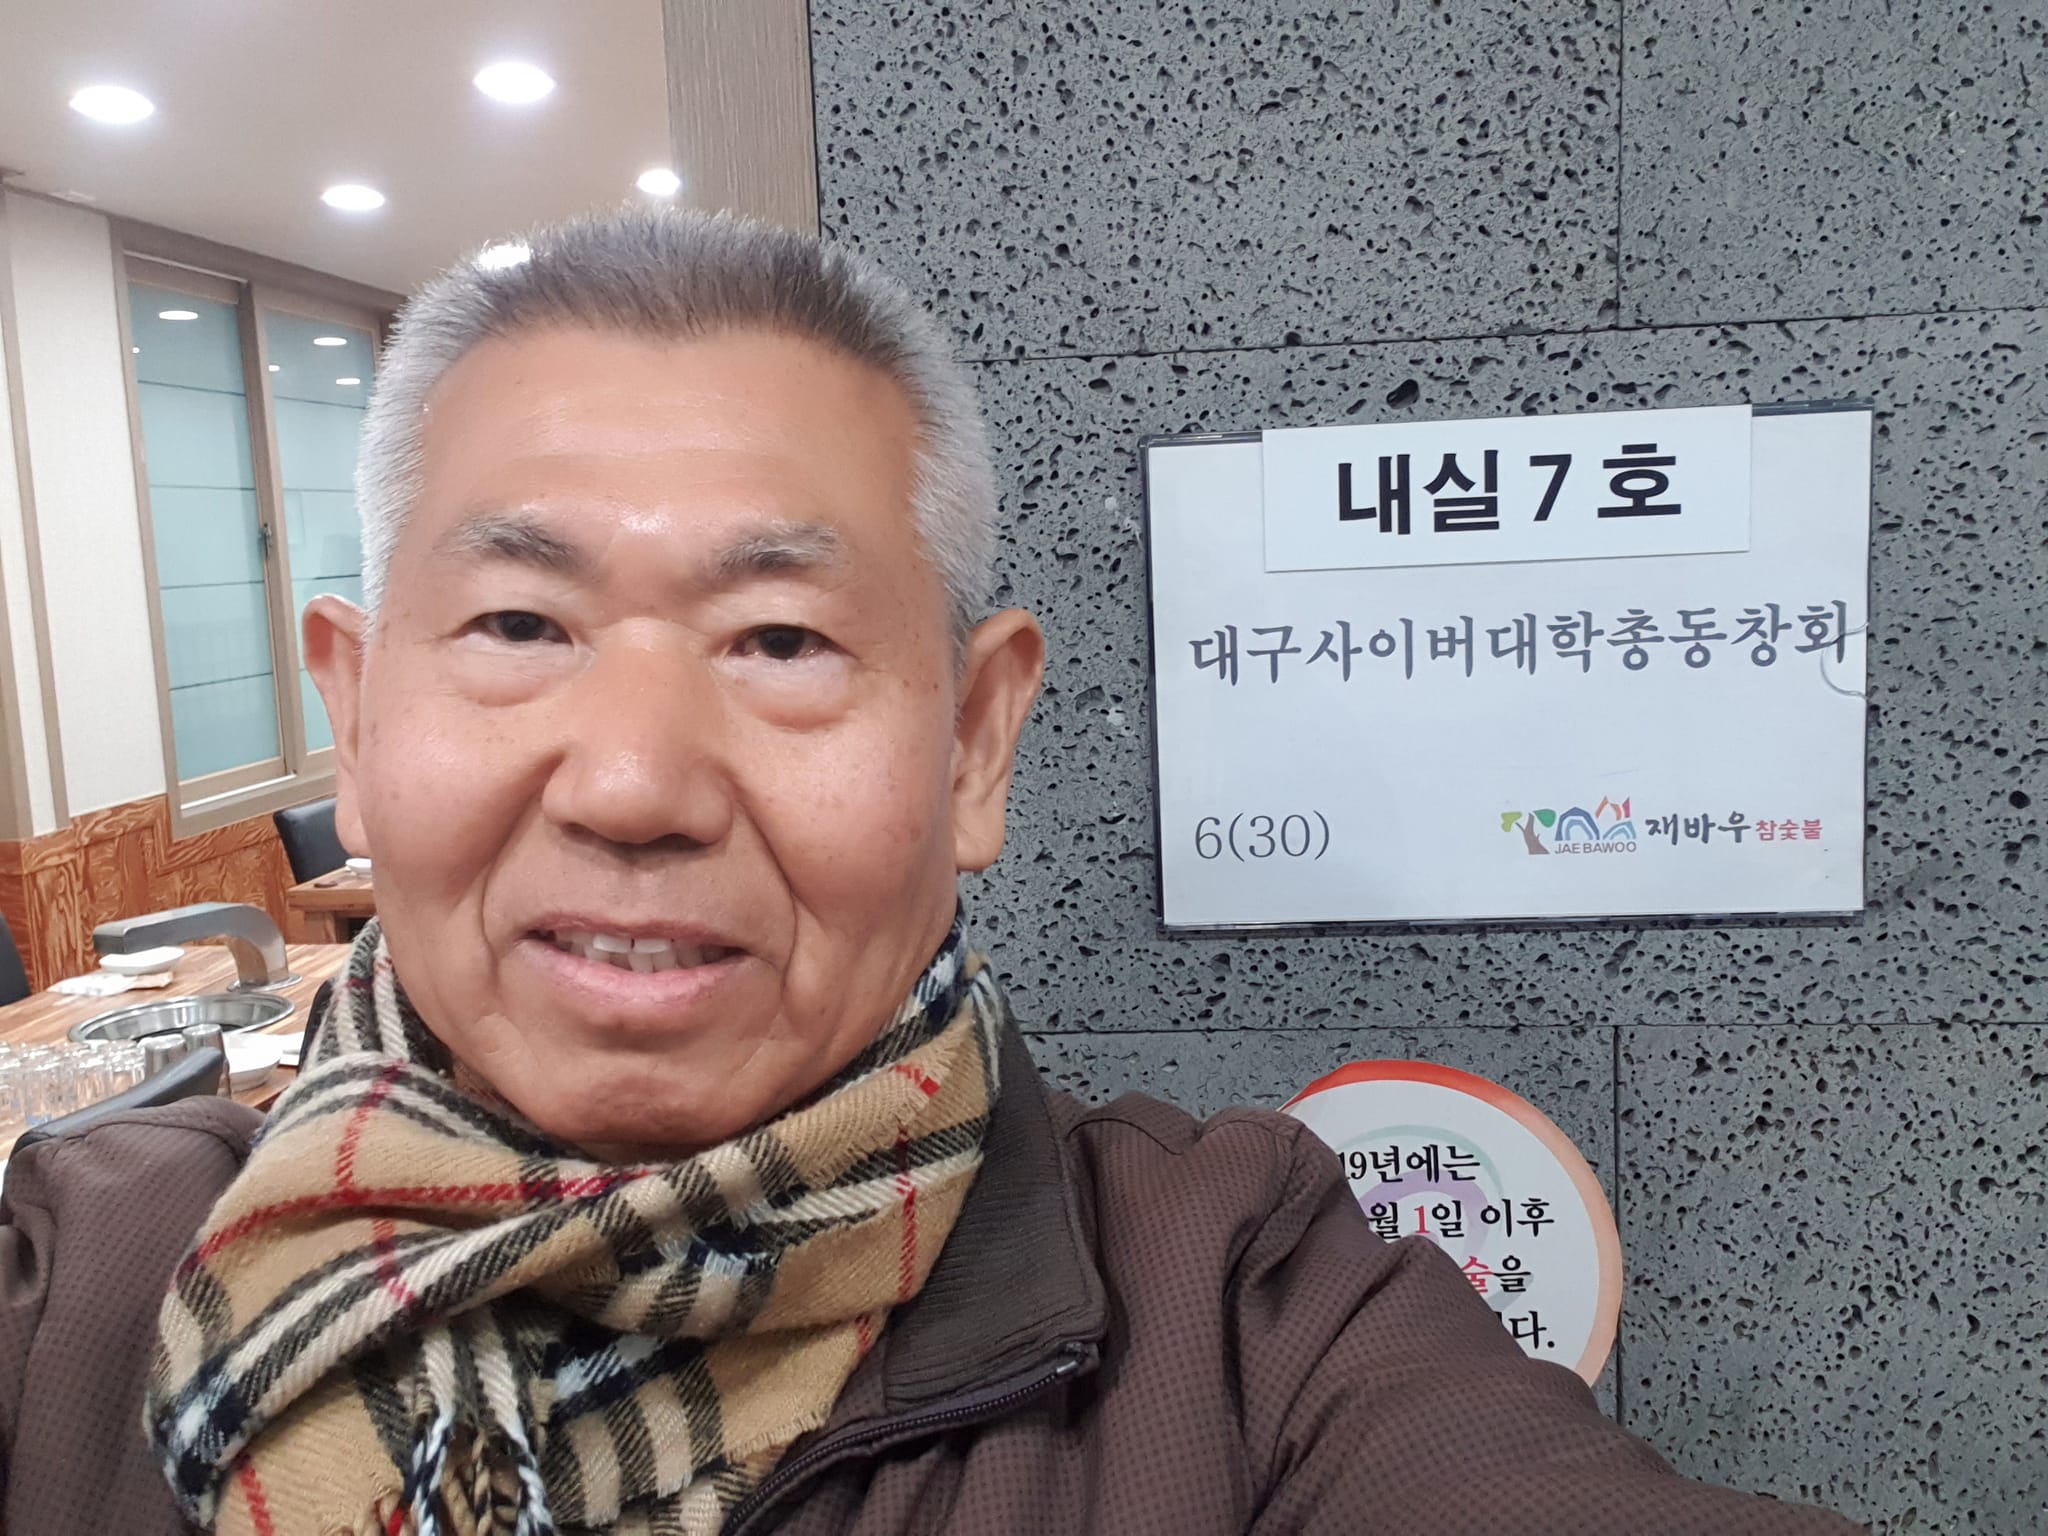 내실 7 호
대구사이버대학총동창회
6(30)
JAE BAWOO 재바우 참숯불
19년에는
월 1일 이후
술을
다.